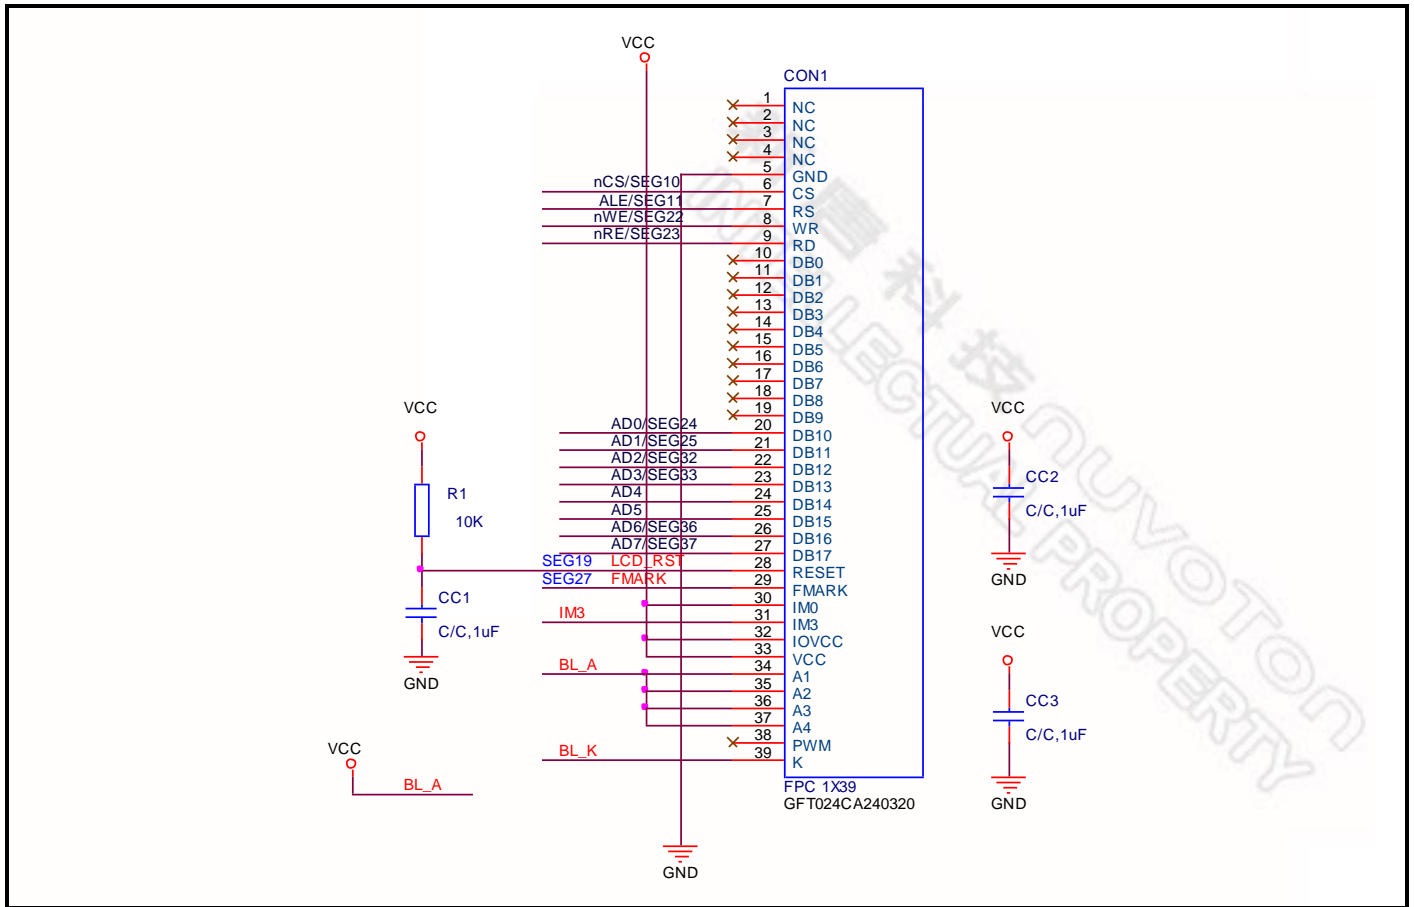 VCC
CON1
1 NC
2 NC
3 NC
4 NC
5 GND
nCS/SEG10 6 CS
ALE/SEG11 7 RS
nWE/SEG22 8 WR
nRE/SEG23 9 RD
10 DB0
11 DB1
12 DB2
13 DB3
14 DB4
15 DB5
16 DB6
17 DB7
18 DB8
19 DB9
AD0/SEG24 20 DB10
AD1/SEG25 21 DB11
AD2/SEG32 22 DB12
AD3/SEG33 23 DB13
AD4 24 DB14
AD5 25 DB15
AD6/SEG36 26 DB16
AD7/SEG37 27 DB17
SEG19 LCD_RST 28 RESET
SEG27 FMARK 29 FMARK
30 IM0
IM3 31 IM3
32 IOVCC
33 VCC
BL_A 34 A1
35 A2
36 A3
37 A4
38 PWM
BL_K 39 K
FPC 1X39
GFT024CA240320
GND
VCC
R1
10K
CC1
C/C,1uF
GND
VCC
BL_A
VCC
CC2
C/C,1uF
GND
VCC
CC3
C/C,1uF
GND
新唐科技 nuvoTon
INTELLECTUAL PROPERTY